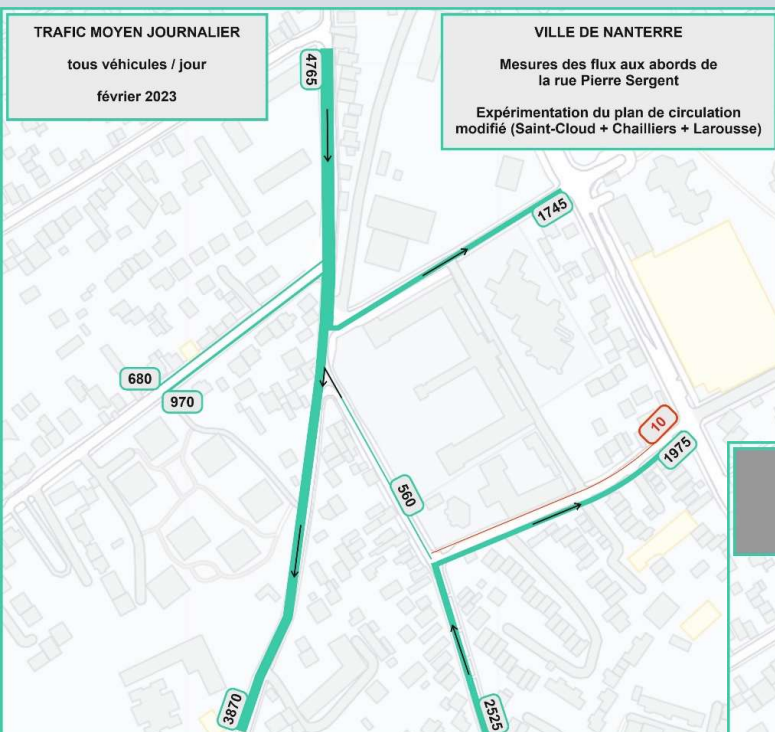 TRAFIC MOYEN JOURNALIER
tous véhicules / jour
février 2023
VILLE DE NANTERRE
Mesures des flux aux abords de
la rue Pierre Sergent
Expérimentation du plan de circulation
modifié (Saint-Cloud + Chailliers + Larousse)
4765
1745
680
970
10
1975
560
3870
2525